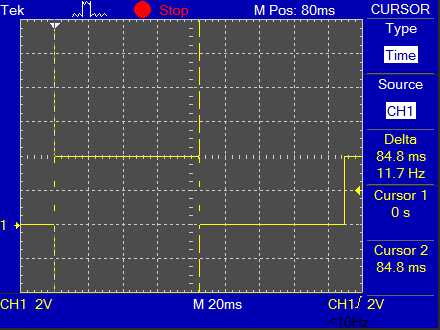 Tek Stop M Pos: 80ms CURSOR
Type
Time
Source
CH1
Delta
84.8 ms
11.7 Hz
Cursor 1
0 s
1
Cursor 2
84.8 ms
CH1 2V M 20ms CH1 / 2V
<10Hz